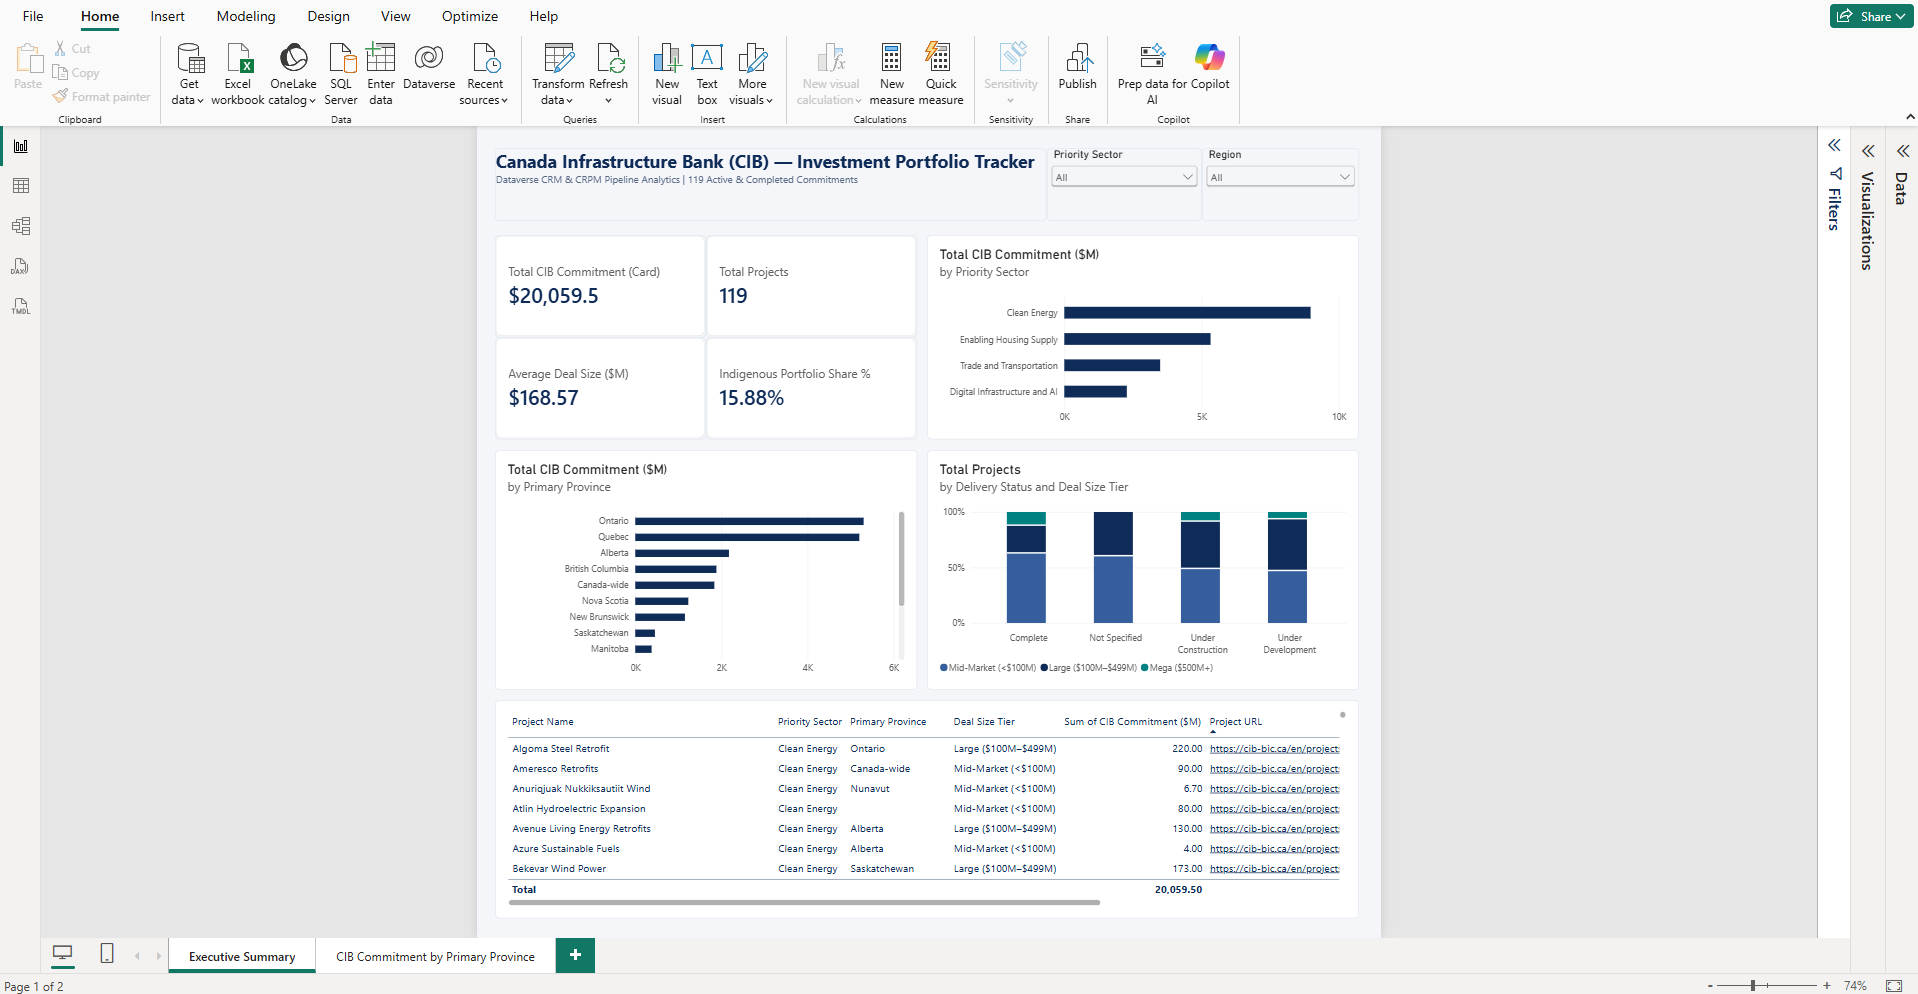 File Home Insert Modeling Design View Optimize Help Share
Paste
Cut
Copy
Format painter
Clipboard
Get data
Excel workbook
OneLake catalog
SQL Server
Enter data
Dataverse
Recent sources
Data
Transform data
Refresh
Queries
New visual
Text box
More visuals
Insert
New visual calculation
New measure
Quick measure
Calculations
Sensitivity
Sensitivity
Publish
Share
Prep data for AI
Copilot
Copilot
DAX
TMDL
Canada Infrastructure Bank (CIB) — Investment Portfolio Tracker
Dataverse CRM & CRPM Pipeline Analytics | 119 Active & Completed Commitments
Priority Sector
All
Region
All
Filters
Visualizations
Data
Total CIB Commitment (Card)
$20,059.5
Total Projects
119
Average Deal Size ($M)
$168.57
Indigenous Portfolio Share %
15.88%
Total CIB Commitment ($M)
by Priority Sector
Clean Energy
Enabling Housing Supply
Trade and Transportation
Digital Infrastructure and AI
0K 5K 10K
Total CIB Commitment ($M)
by Primary Province
Ontario
Quebec
Alberta
British Columbia
Canada-wide
Nova Scotia
New Brunswick
Saskatchewan
Manitoba
0K 2K 4K 6K
Total Projects
by Delivery Status and Deal Size Tier
100%
50%
0%
Complete
Not Specified
Under Construction
Under Development
Mid-Market (<$100M) Large ($100M–$499M) Mega ($500M+)
Project Name Priority Sector Primary Province Deal Size Tier Sum of CIB Commitment ($M) Project URL
Algoma Steel Retrofit Clean Energy Ontario Large ($100M–$499M) 220.00 https://cib-bic.ca/en/project
Ameresco Retrofits Clean Energy Canada-wide Mid-Market (<$100M) 90.00 https://cib-bic.ca/en/project
Anuriqjuak Nukkiksautiit Wind Clean Energy Nunavut Mid-Market (<$100M) 6.70 https://cib-bic.ca/en/project
Atlin Hydroelectric Expansion Clean Energy Mid-Market (<$100M) 80.00 https://cib-bic.ca/en/project
Avenue Living Energy Retrofits Clean Energy Alberta Large ($100M–$499M) 130.00 https://cib-bic.ca/en/project
Azure Sustainable Fuels Clean Energy Alberta Mid-Market (<$100M) 4.00 https://cib-bic.ca/en/project
Bekevar Wind Power Clean Energy Saskatchewan Large ($100M–$499M) 173.00 https://cib-bic.ca/en/project
Total 20,059.50
Executive Summary CIB Commitment by Primary Province +
Page 1 of 2 - + 74%